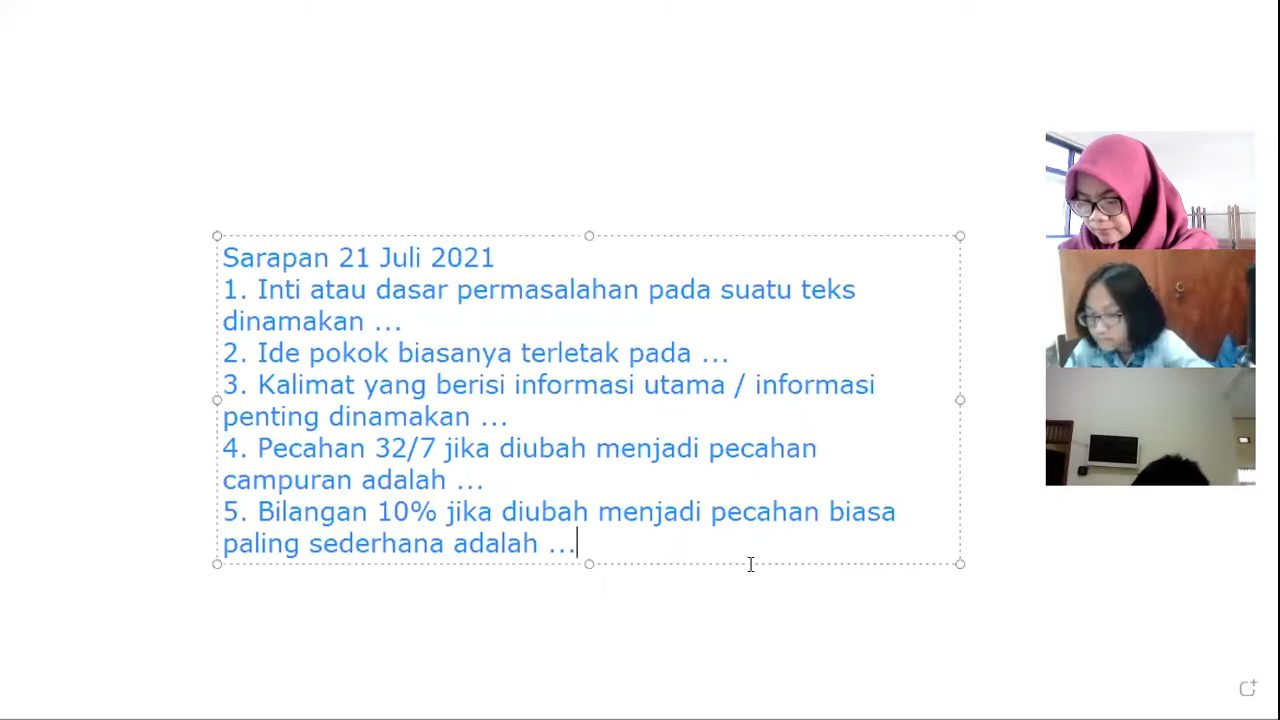 Sarapan 21 Juli 2021
1. Inti atau dasar permasalahan pada suatu teks
dinamakan ...
2. Ide pokok biasanya terletak pada ...
3. Kalimat yang berisi informasi utama / informasi
penting dinamakan ...
4. Pecahan 32/7 jika diubah menjadi pecahan
campuran adalah ...
5. Bilangan 10% jika diubah menjadi pecahan biasa
paling sederhana adalah ...